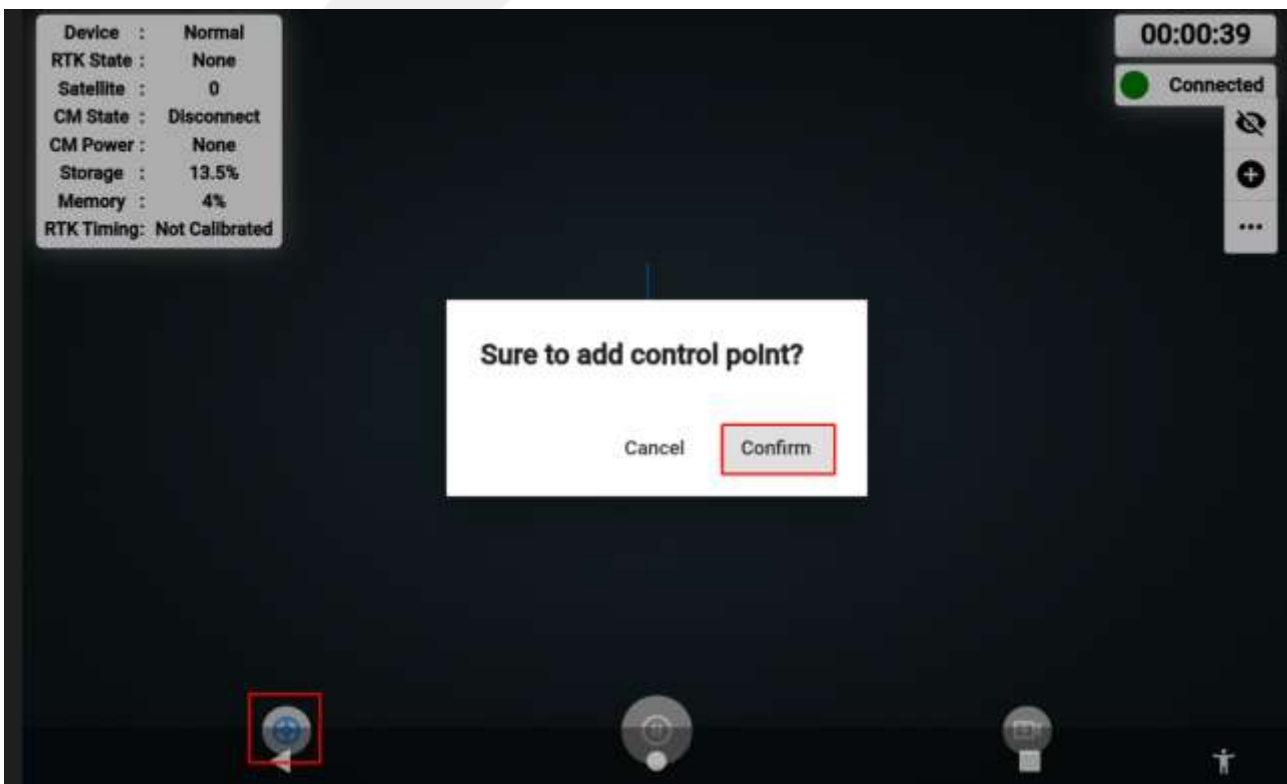 Device : Normal
RTK State : None
Satellite : 0
CM State : Disconnect
CM Power : None
Storage : 13.5%
Memory : 4%
RTK Timing: Not Calibrated
00:00:39
Connected
Sure to add control point?
Cancel Confirm